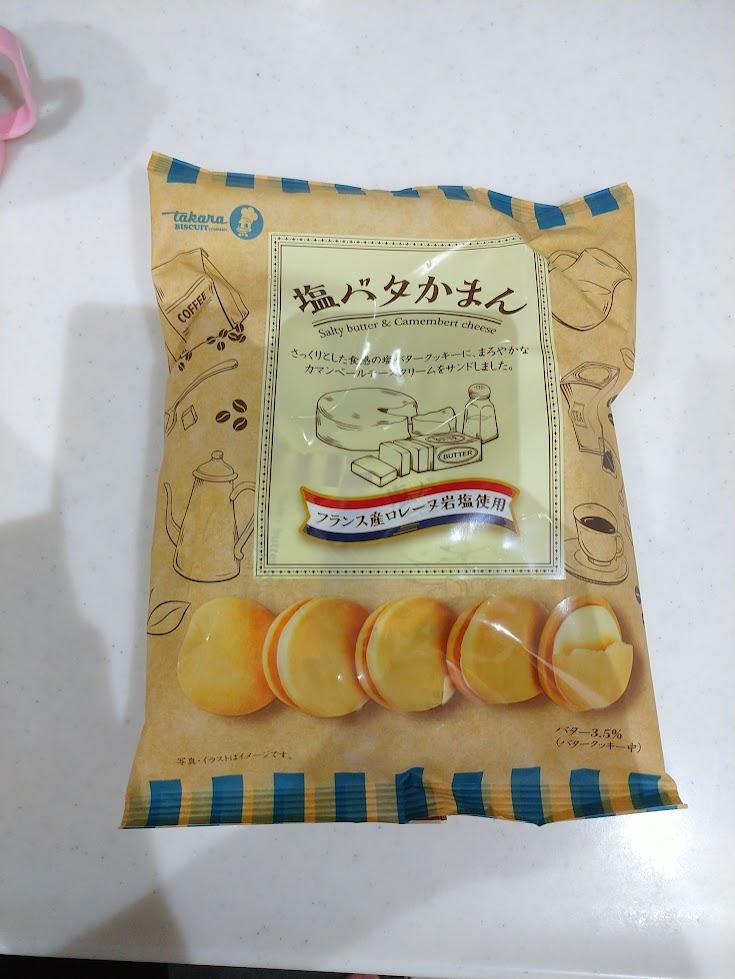 takara
BISCUIT
塩バタかまん
Salty butter & Camembert cheese
さっくりとした食感の塩バタークッキーに、まろやかな
カマンベールチーズクリームをサンドしました。
COFFEE
TEA
BUTTER
フランス産ロレーヌ岩塩使用
バター3.5%
(バタークッキー中)
写真・イラストはイメージです。